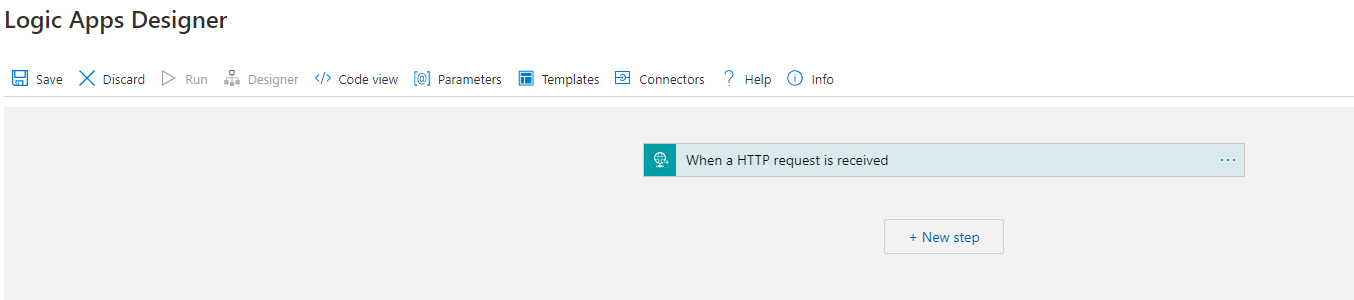 Logic Apps Designer
Save Discard Run Designer </> Code view [@] Parameters Templates Connectors ? Help i Info
When a HTTP request is received ...
+ New step